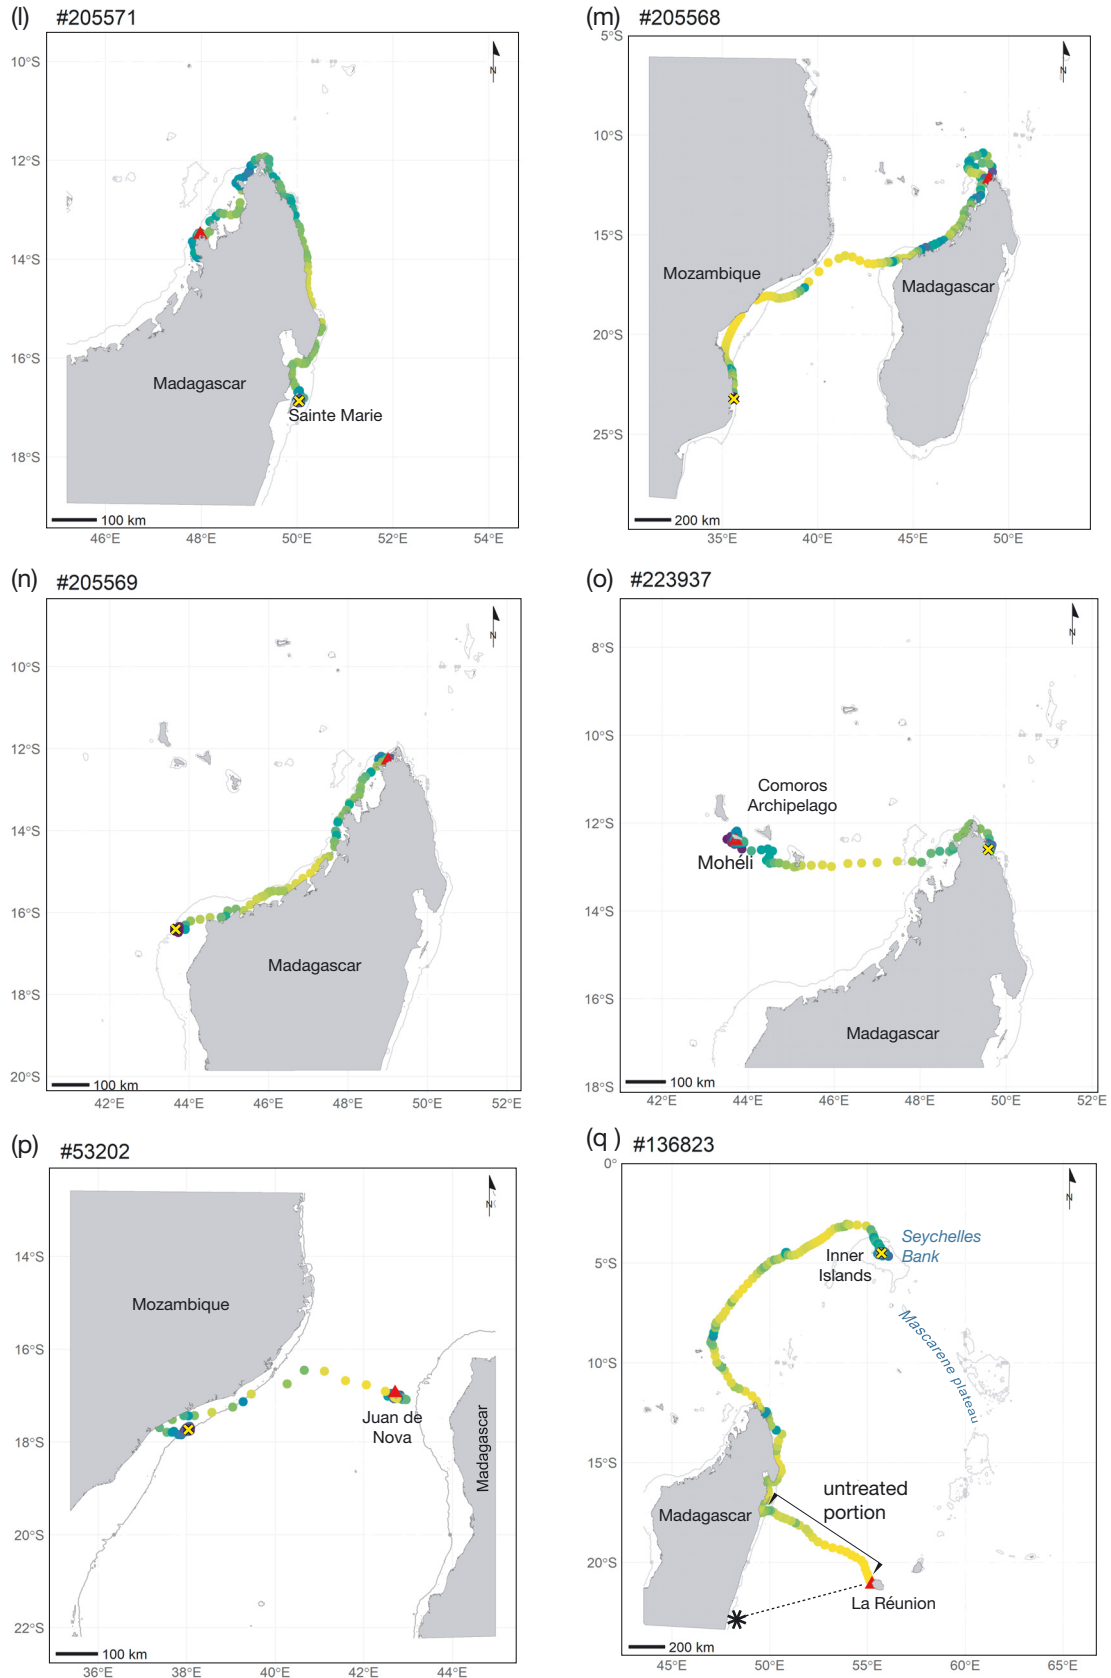 (l) #205571
N
10°S
12°S
14°S
16°S
18°S
Madagascar
Sainte Marie
100 km
46°E 48°E 50°E 52°E 54°E
(m) #205568
N
5°S
10°S
15°S
20°S
25°S
Mozambique
Madagascar
200 km
35°E 40°E 45°E 50°E
(n) #205569
N
10°S
12°S
14°S
16°S
18°S
20°S
Madagascar
100 km
42°E 44°E 46°E 48°E 50°E 52°E
(o) #223937
N
8°S
10°S
12°S
14°S
16°S
18°S
Comoros
Archipelago
Mohéli
Madagascar
100 km
42°E 44°E 46°E 48°E 50°E 52°E
(p) #53202
N
14°S
16°S
18°S
20°S
22°S
Mozambique
Juan de
Nova
Madagascar
100 km
36°E 38°E 40°E 42°E 44°E
(q) #136823
N
0°
5°S
10°S
15°S
20°S
Seychelles
Bank
Inner
Islands
Mascarene plateau
untreated
portion
Madagascar
La Réunion
200 km
45°E 50°E 55°E 60°E 65°E